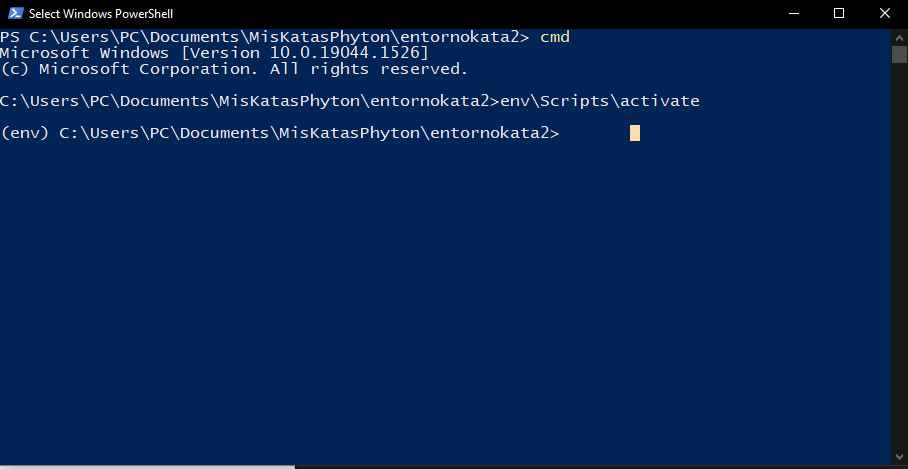 Select Windows PowerShell
PS C:\Users\PC\Documents\MisKatasPhyton\entornokata2> cmd
Microsoft Windows [Version 10.0.19044.1526]
(c) Microsoft Corporation. All rights reserved.
C:\Users\PC\Documents\MisKatasPhyton\entornokata2>env\Scripts\activate
(env) C:\Users\PC\Documents\MisKatasPhyton\entornokata2>